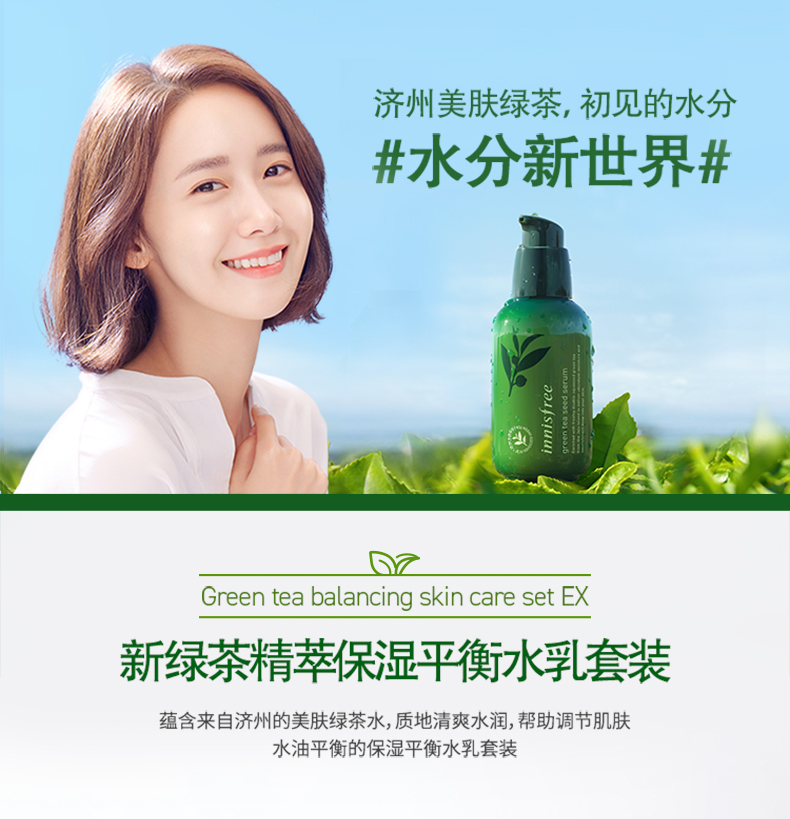 济州美肤绿茶, 初见的水分
#水分新世界#
innisfree
green tea seed serum
Green tea balancing skin care set EX
新绿茶精萃保湿平衡水乳套装
蕴含来自济州的美肤绿茶水, 质地清爽水润, 帮助调节肌肤
水油平衡的保湿平衡水乳套装